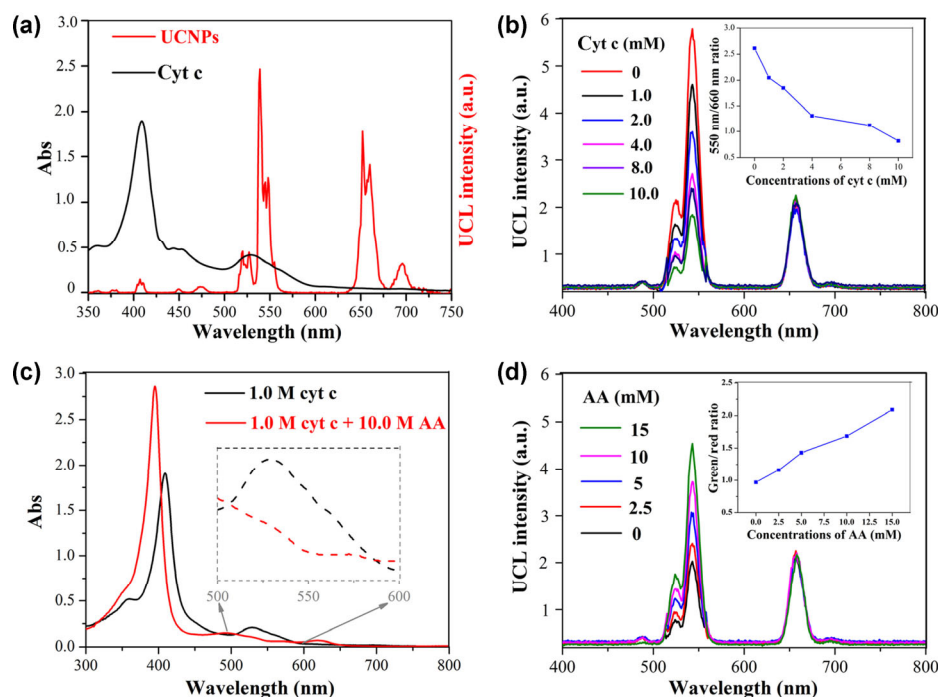 (a)
3.0
2.5
2.0
1.5
1.0
0.5
0
Abs
UCNPs
Cyt c
UCL intensity (a.u.)
350 400 450 500 550 600 650 700 750
Wavelength (nm)
(b)
6
5
4
3
2
1
UCL intensity (a.u.)
Cyt c (mM)
0
1.0
2.0
4.0
8.0
10.0
3.0
2.5
2.0
1.5
1.0
0.5
550 nm/660 nm ratio
0 2 4 6 8 10
Concentrations of cyt c (mM)
400 500 600 700 800
Wavelength (nm)
(c)
3.0
2.5
2.0
1.5
1.0
0.5
0.0
Abs
1.0 M cyt c
1.0 M cyt c + 10.0 M AA
500 550 600
300 400 500 600 700 800
Wavelength (nm)
(d)
6
5
4
3
2
1
UCL intensity (a.u.)
AA (mM)
15
10
5
2.5
0
2.5
2.0
1.5
1.0
0.5
Green/red ratio
0.0 2.5 5.0 7.5 10.0 12.5 15.0
Concentrations of AA (mM)
400 500 600 700 800
Wavelength (nm)